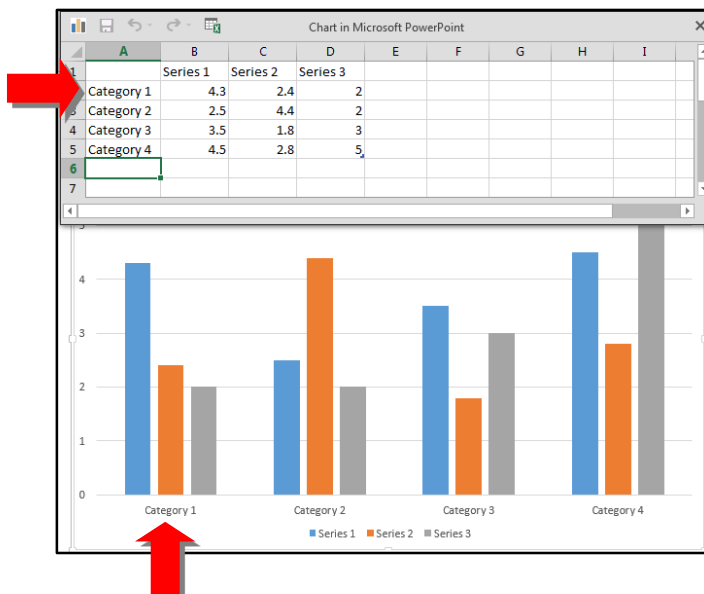 Chart in Microsoft PowerPoint
A B C D E F G H I
1 Series 1 Series 2 Series 3
Category 1 4.3 2.4 2
3 Category 2 2.5 4.4 2
4 Category 3 3.5 1.8 3
5 Category 4 4.5 2.8 5
6
7
5
4
3
2
1
0
Category 1 Category 2 Category 3 Category 4
Series 1 Series 2 Series 3